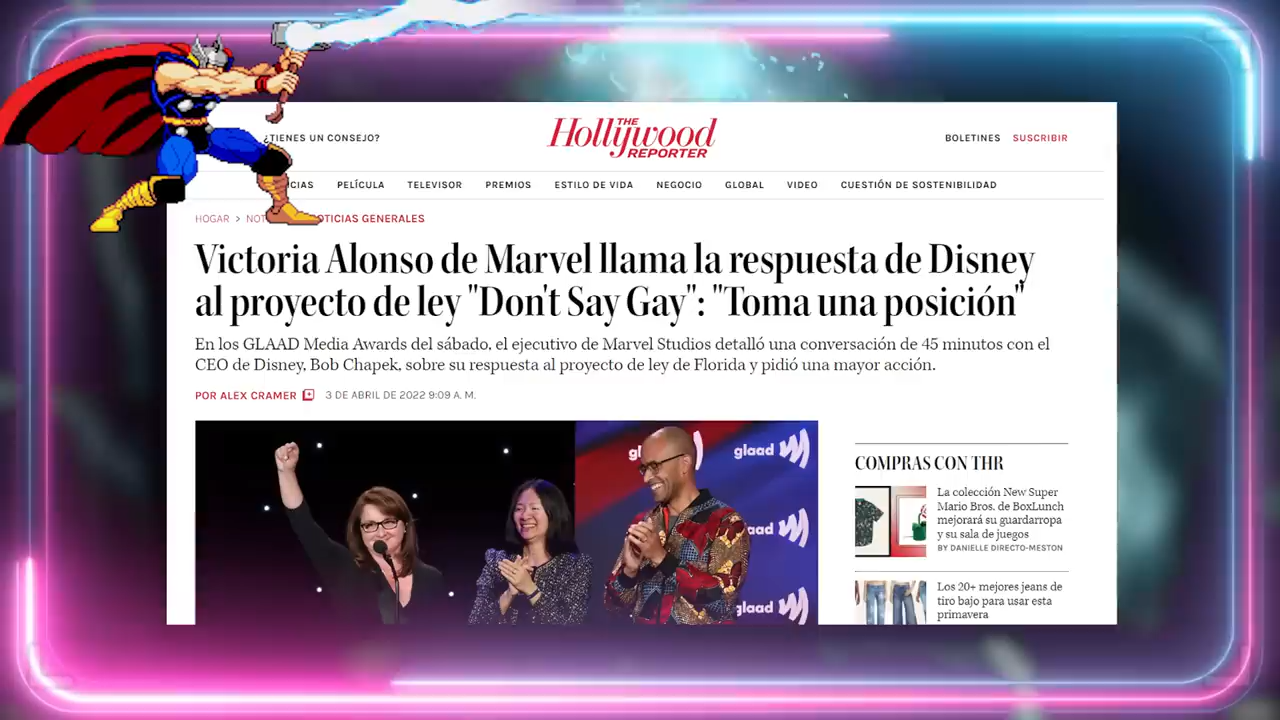 ¿TIENES UN CONSEJO?
THE
Hollywood
REPORTER
BOLETINES SUSCRIBIR
CIAS PELÍCULA TELEVISOR PREMIOS ESTILO DE VIDA NEGOCIO GLOBAL VIDEO CUESTIÓN DE SOSTENIBILIDAD
HOGAR > NOT OTICIAS GENERALES
Victoria Alonso de Marvel llama la respuesta de Disney
al proyecto de ley "Don't Say Gay": "Toma una posición"
En los GLAAD Media Awards del sábado, el ejecutivo de Marvel Studios detalló una conversación de 45 minutos con el
CEO de Disney, Bob Chapek, sobre su respuesta al proyecto de ley de Florida y pidió una mayor acción.
POR ALEX CRAMER 3 DE ABRIL DE 2022 9:09 A. M.
gl glaad
aad
glaad
COMPRAS CON THR
La colección New Super
Mario Bros. de BoxLunch
mejorará su guardarropa
y su sala de juegos
BY DANIELLE DIRECTO-MESTON
Los 20+ mejores jeans de
tiro bajo para usar esta
primavera